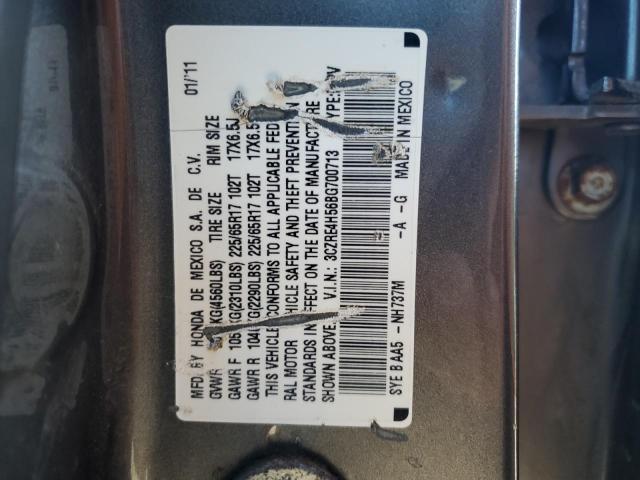 MFD. BY HONDA DE MEXICO S.A. DE C.V. 01/'11
GVWR KG(4560LBS) TIRE SIZE RIM SIZE
GAWR F KG(2310LBS) 225/65R17 102T 17X6.5J
GAWR R KG(2290LBS) 225/65R17 102T 17X6.5
THIS VEHICLE CONFORMS TO ALL APPLICABLE FED
RAL MOTOR VEHICLE SAFETY AND THEFT PREVENTION
STANDARDS IN EFFECT ON THE DATE OF MANUFACTURE
SHOWN ABOVE. V.I.N.: 3CZRE4H56BG700713 TYPE:
SYE B AA5 -NH737M -A -G MADE IN MEXICO